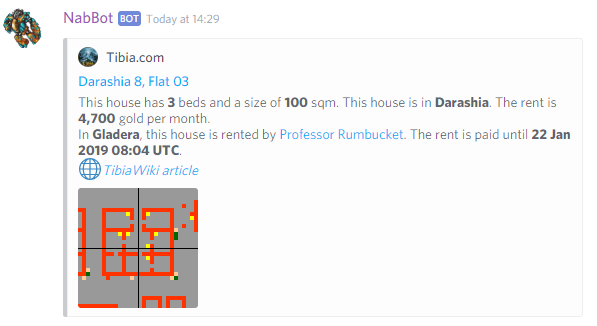 NabBot BOT Today at 14:29
Tibia.com
Darashia 8, Flat 03
This house has 3 beds and a size of 100 sqm. This house is in Darashia. The rent is
4,700 gold per month.
In Gladera, this house is rented by Professor Rumbucket. The rent is paid until 22 Jan
2019 08:04 UTC.
TibiaWiki article